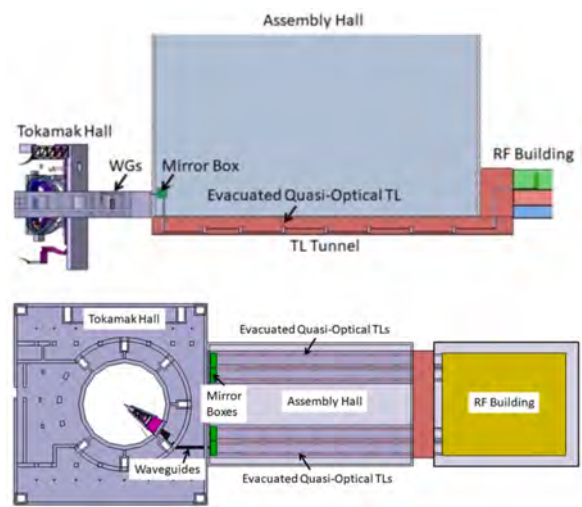 Assembly Hall
Tokamak Hall
WGs
Mirror Box
RF Building
Evacuated Quasi-Optical TL
TL Tunnel
Tokamak Hall
Evacuated Quasi-Optical TLs
Mirror
Boxes
Assembly Hall
RF Building
Waveguides
Evacuated Quasi-Optical TLs